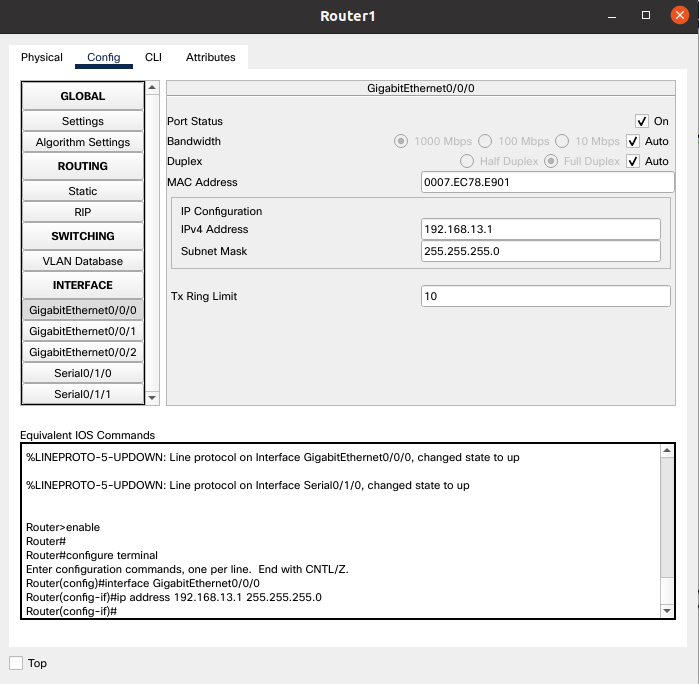 Router1
Physical Config CLI Attributes
GLOBAL
Settings
Algorithm Settings
ROUTING
Static
RIP
SWITCHING
VLAN Database
INTERFACE
GigabitEthernet0/0/0
GigabitEthernet0/0/1
GigabitEthernet0/0/2
Serial0/1/0
Serial0/1/1
GigabitEthernet0/0/0
Port Status On
Bandwidth 1000 Mbps 100 Mbps 10 Mbps Auto
Duplex Half Duplex Full Duplex Auto
MAC Address 0007.EC78.E901
IP Configuration
IPv4 Address 192.168.13.1
Subnet Mask 255.255.255.0
Tx Ring Limit 10
Equivalent IOS Commands
%LINEPROTO-5-UPDOWN: Line protocol on Interface GigabitEthernet0/0/0, changed state to up
%LINEPROTO-5-UPDOWN: Line protocol on Interface Serial0/1/0, changed state to up
Router>enable
Router#
Router#configure terminal
Enter configuration commands, one per line. End with CNTL/Z.
Router(config)#interface GigabitEthernet0/0/0
Router(config-if)#ip address 192.168.13.1 255.255.255.0
Router(config-if)#
Top